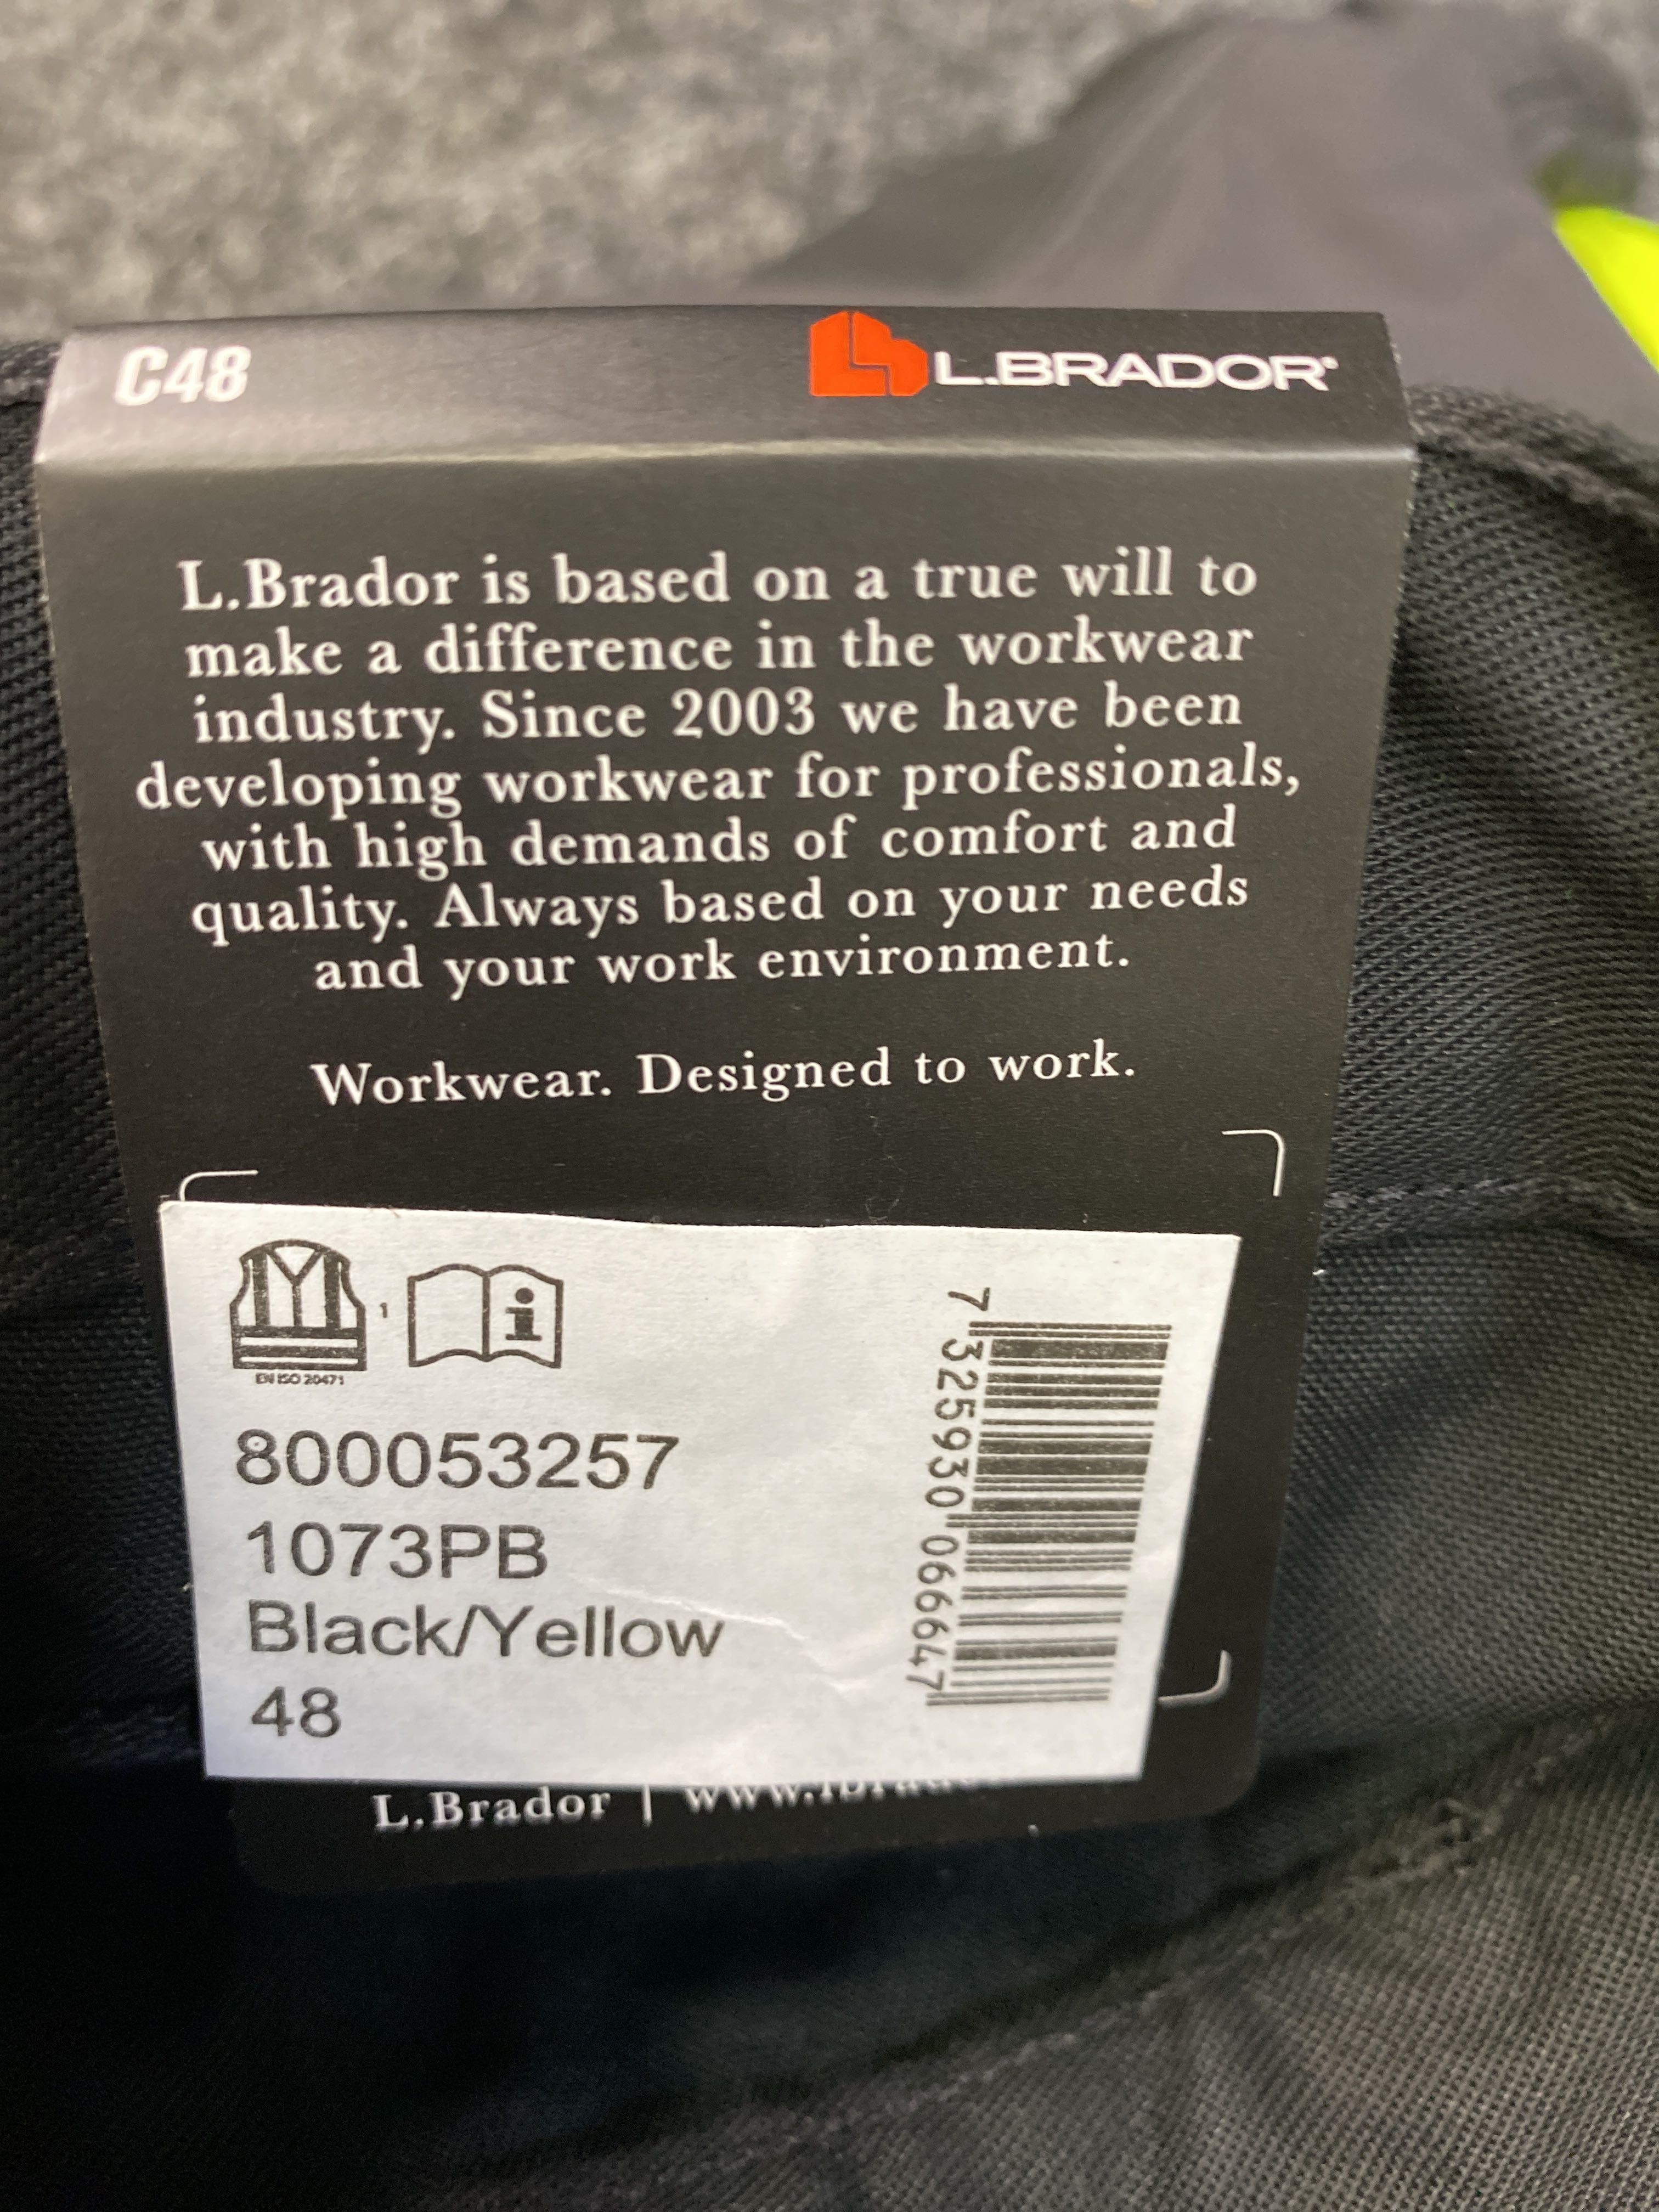 C48
L.BRADOR
L.Brador is based on a true will to
make a difference in the workwear
industry. Since 2003 we have been
developing workwear for professionals,
with high demands of comfort and
quality. Always based on your needs
and your work environment.
Workwear. Designed to work.
1
EN ISO 20471
800053257
1073PB
Black/Yellow
48
7 325930 066647
L.Brador |